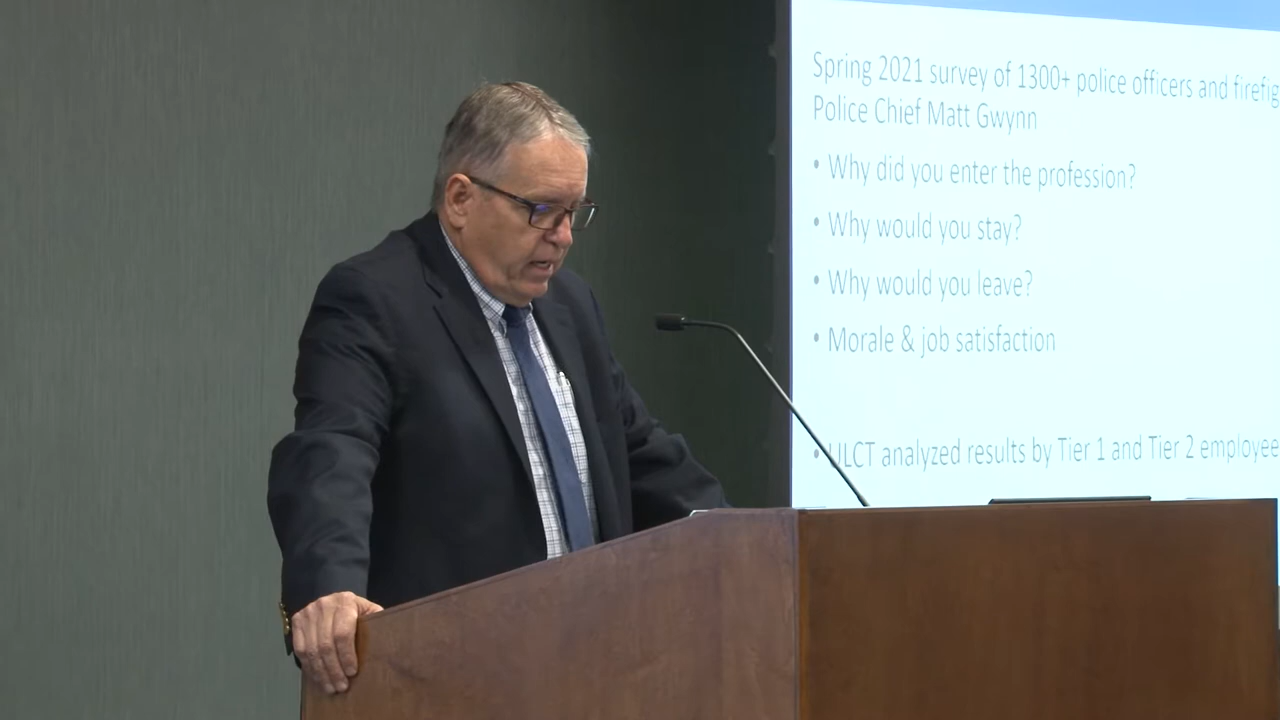 Spring 2021 survey of 1300+ police officers and firefig
Police Chief Matt Gwynn
• Why did you enter the profession?
• Why would you stay?
• Why would you leave?
• Morale & job satisfaction
• ULCT analyzed results by Tier 1 and Tier 2 employee